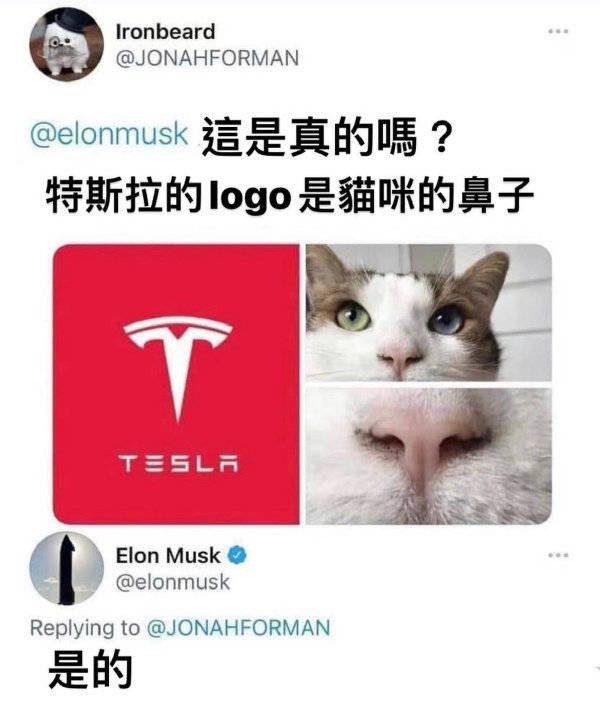 Ironbeard
@JONAHFORMAN
@elonmusk 這是真的嗎？
特斯拉的logo是貓咪的鼻子
TESLA
Elon Musk
@elonmusk
Replying to @JONAHFORMAN
是的